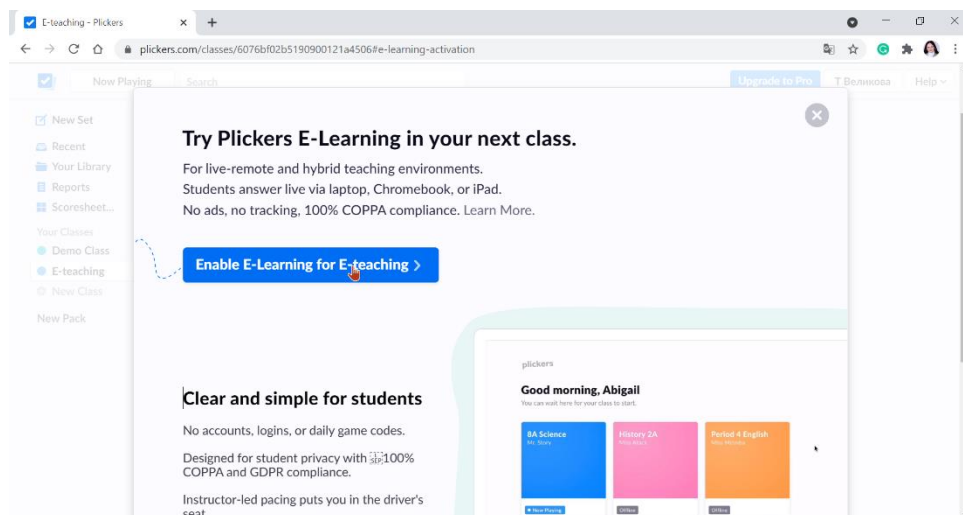 E-teaching - Plickers
plickers.com/classes/6076bf02b5190900121a4506#e-learning-activation
Now Playing
Search
Upgrade to Pro
Т Великова
Help
New Set
Recent
Your Library
Reports
Scoresheet...
Your Classes
Demo Class
E-teaching
New Class
New Pack
Try Plickers E-Learning in your next class.
For live-remote and hybrid teaching environments.
Students answer live via laptop, Chromebook, or iPad.
No ads, no tracking, 100% COPPA compliance. Learn More.
Enable E-Learning for E-teaching >
Clear and simple for students
No accounts, logins, or daily game codes.
Designed for student privacy with 100%
COPPA and GDPR compliance.
Instructor-led pacing puts you in the driver's
seat
plickers
Good morning, Abigail
You can wait here for your class to start.
8A Science
Mr. Story
History 2A
Period 4 English
Now Playing
Offline
Offline